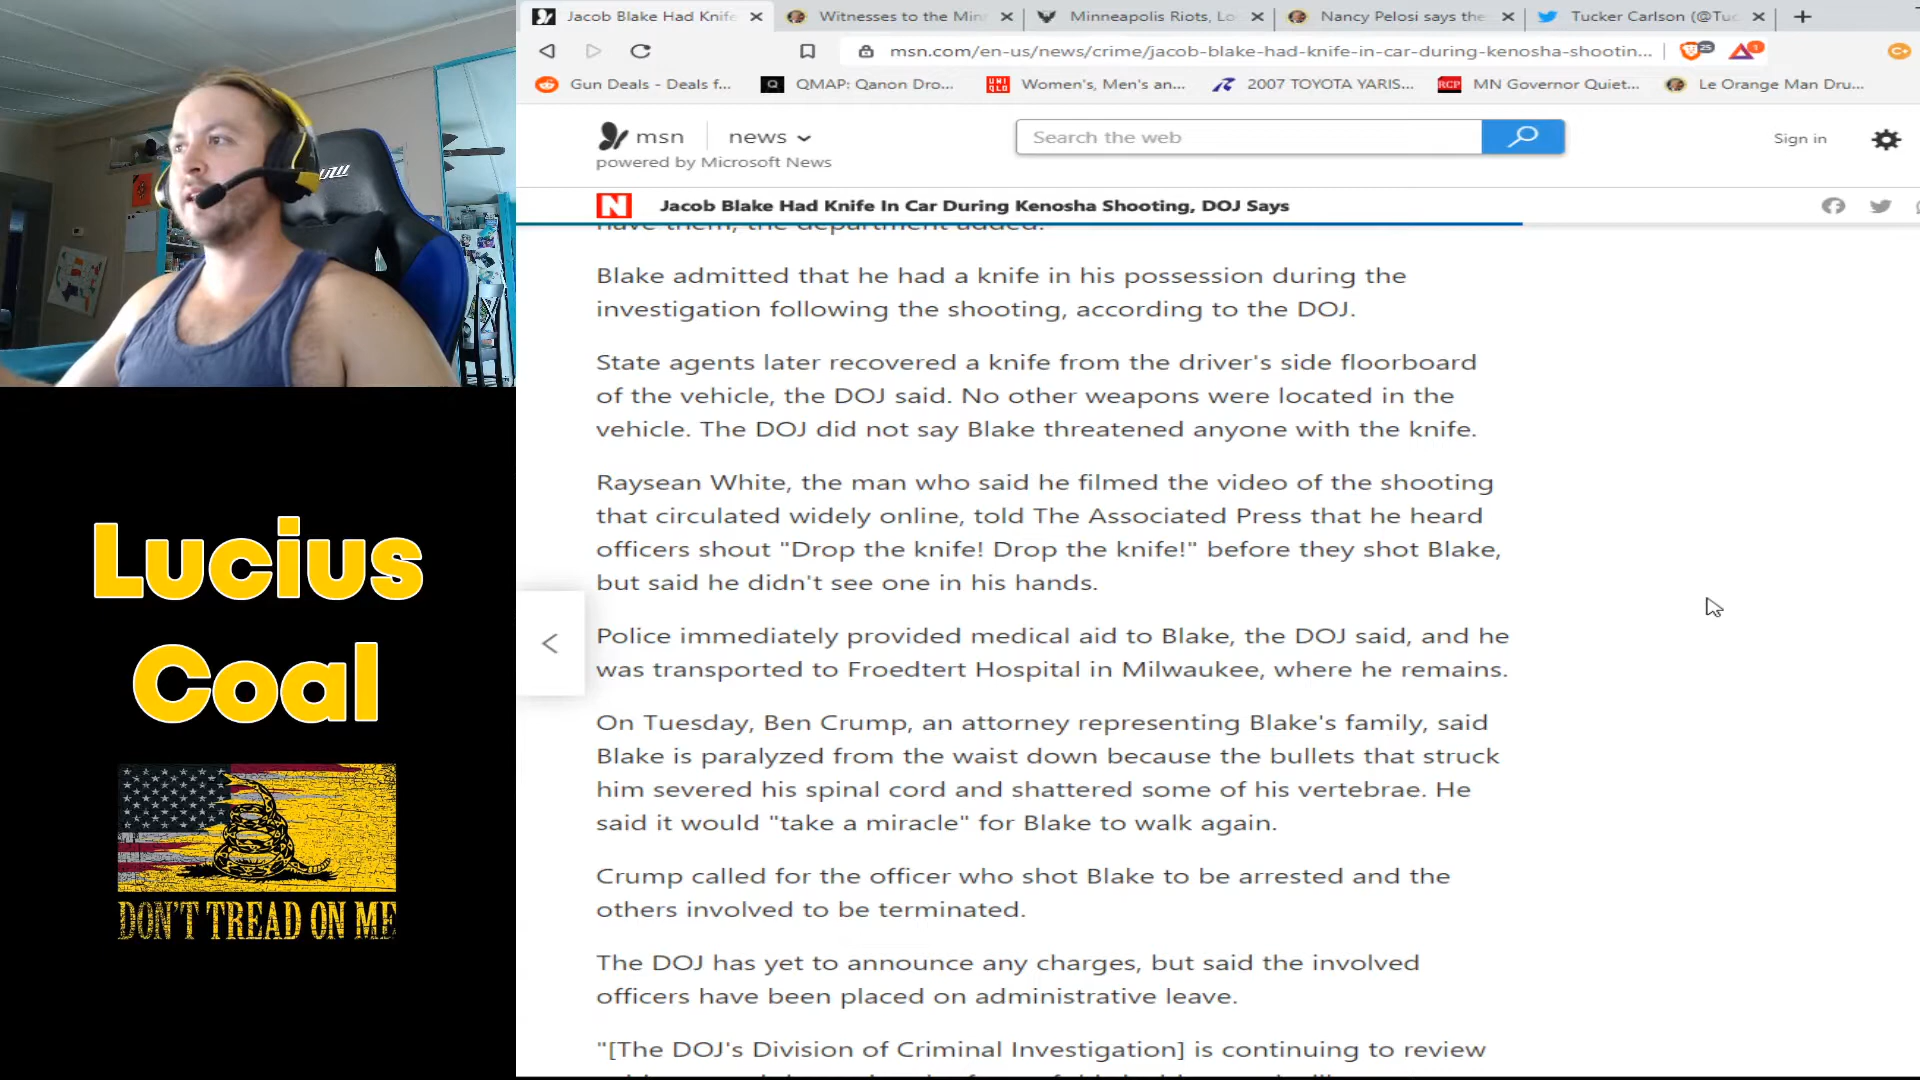 Jacob Blake Had Knife
Witnesses to the Min
Minneapolis Riots, Lo
Nancy Pelosi says the
Tucker Carlson (@Tuc
msn.com/en-us/news/crime/jacob-blake-had-knife-in-car-during-kenosha-shootin...
25
1
C+
Gun Deals - Deals f...
Q
QMAP: Qanon Dro...
UNI
QLO
Women's, Men's an...
2007 TOYOTA YARIS...
RCP
MN Governor Quiet...
Le Orange Man Dru...
msn
news
powered by Microsoft News
Search the web
Sign in
N
Jacob Blake Had Knife In Car During Kenosha Shooting, DOJ Says
have them, the department added.
Blake admitted that he had a knife in his possession during the
investigation following the shooting, according to the DOJ.
State agents later recovered a knife from the driver's side floorboard
of the vehicle, the DOJ said. No other weapons were located in the
vehicle. The DOJ did not say Blake threatened anyone with the knife.
Raysean White, the man who said he filmed the video of the shooting
that circulated widely online, told The Associated Press that he heard
officers shout "Drop the knife! Drop the knife!" before they shot Blake,
but said he didn't see one in his hands.
Police immediately provided medical aid to Blake, the DOJ said, and he
was transported to Froedtert Hospital in Milwaukee, where he remains.
On Tuesday, Ben Crump, an attorney representing Blake's family, said
Blake is paralyzed from the waist down because the bullets that struck
him severed his spinal cord and shattered some of his vertebrae. He
said it would "take a miracle" for Blake to walk again.
Crump called for the officer who shot Blake to be arrested and the
others involved to be terminated.
The DOJ has yet to announce any charges, but said the involved
officers have been placed on administrative leave.
"[The DOJ's Division of Criminal Investigation] is continuing to review
Lucius
Coal
DON'T TREAD ON ME